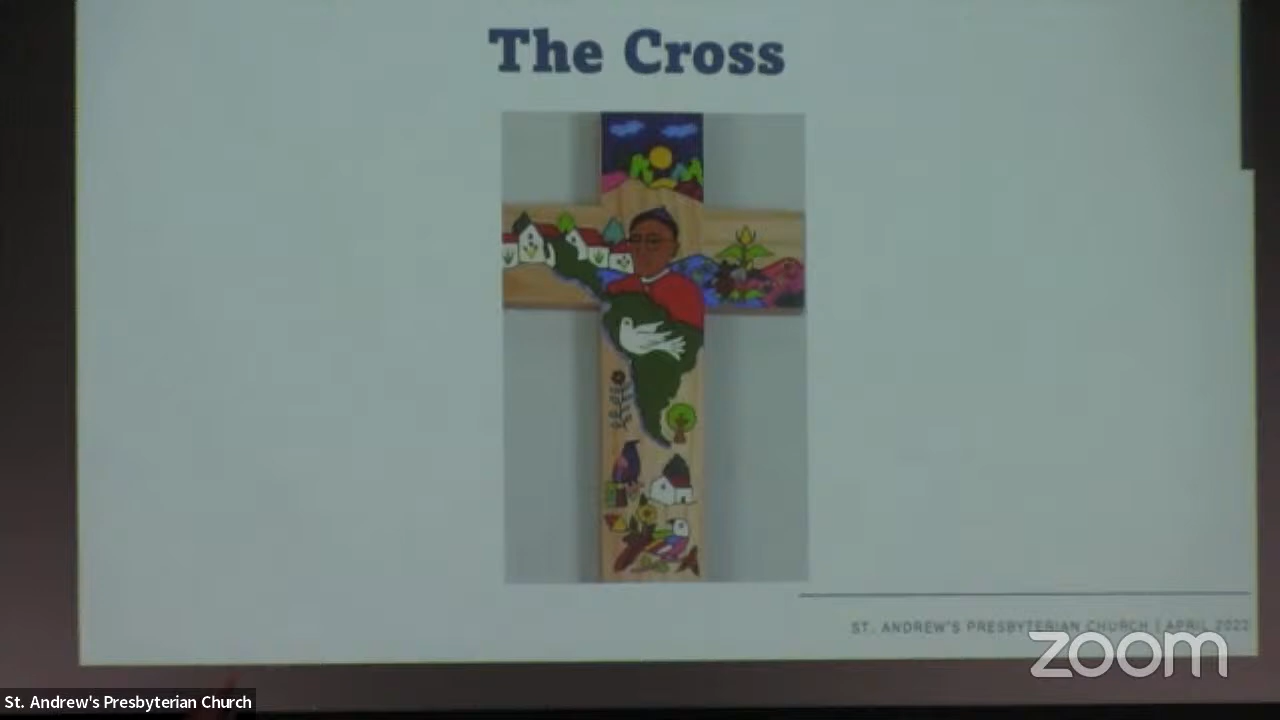 The Cross
ST. ANDREW'S PRESBYTERIAN CHURCH | APRIL 2022
zoom
St. Andrew's Presbyterian Church